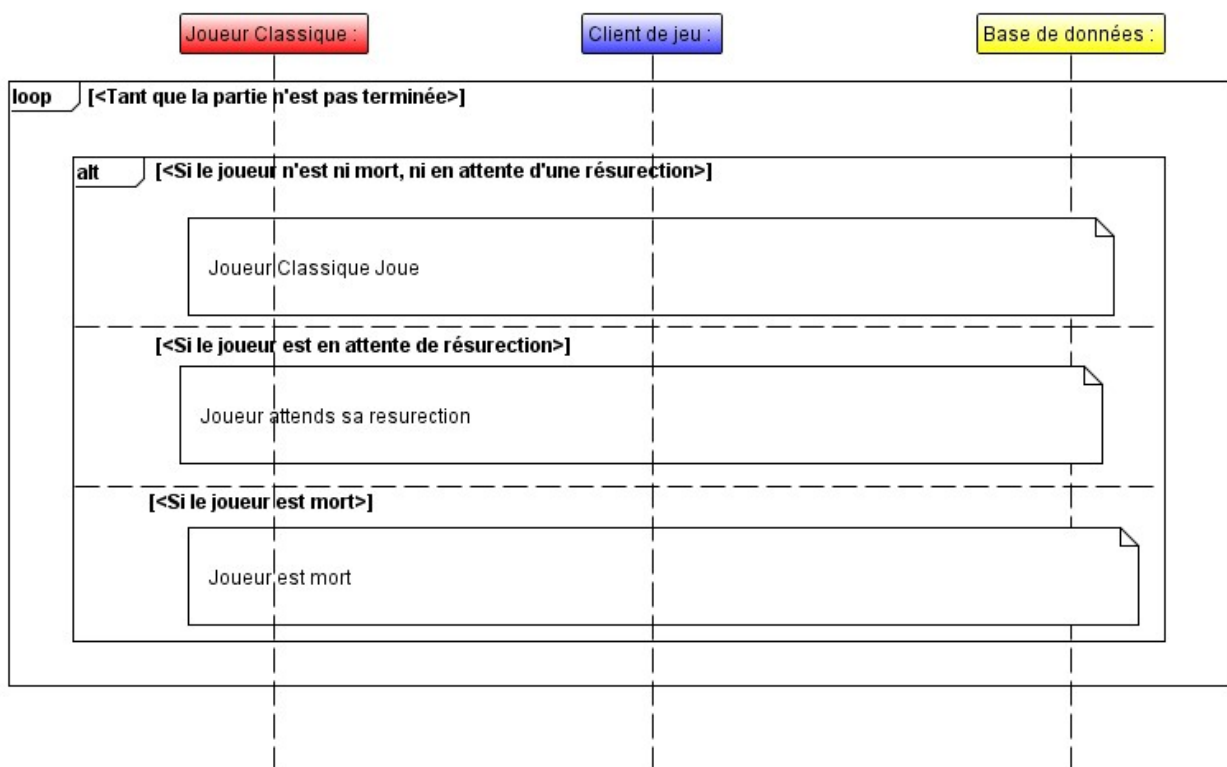 Joueur Classique :
Client de jeu :
Base de données :
loop
[<Tant que la partie n'est pas terminée>]
alt
[<Si le joueur n'est ni mort, ni en attente d'une résurection>]
Joueur Classique Joue
[<Si le joueur est en attente de résurection>]
Joueur attends sa resurection
[<Si le joueur est mort>]
Joueur est mort